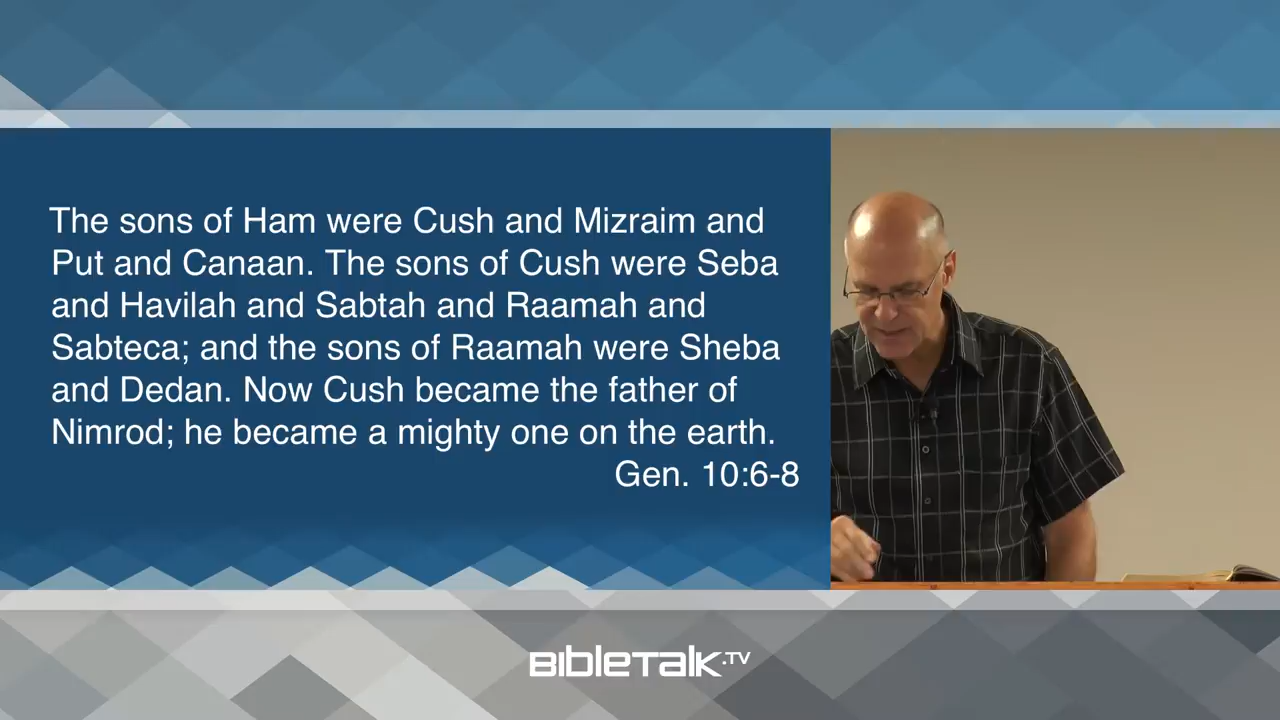 The sons of Ham were Cush and Mizraim and
Put and Canaan. The sons of Cush were Seba
and Havilah and Sabtah and Raamah and
Sabteca; and the sons of Raamah were Sheba
and Dedan. Now Cush became the father of
Nimrod; he became a mighty one on the earth.
Gen. 10:6-8
BIBLETALK.TV